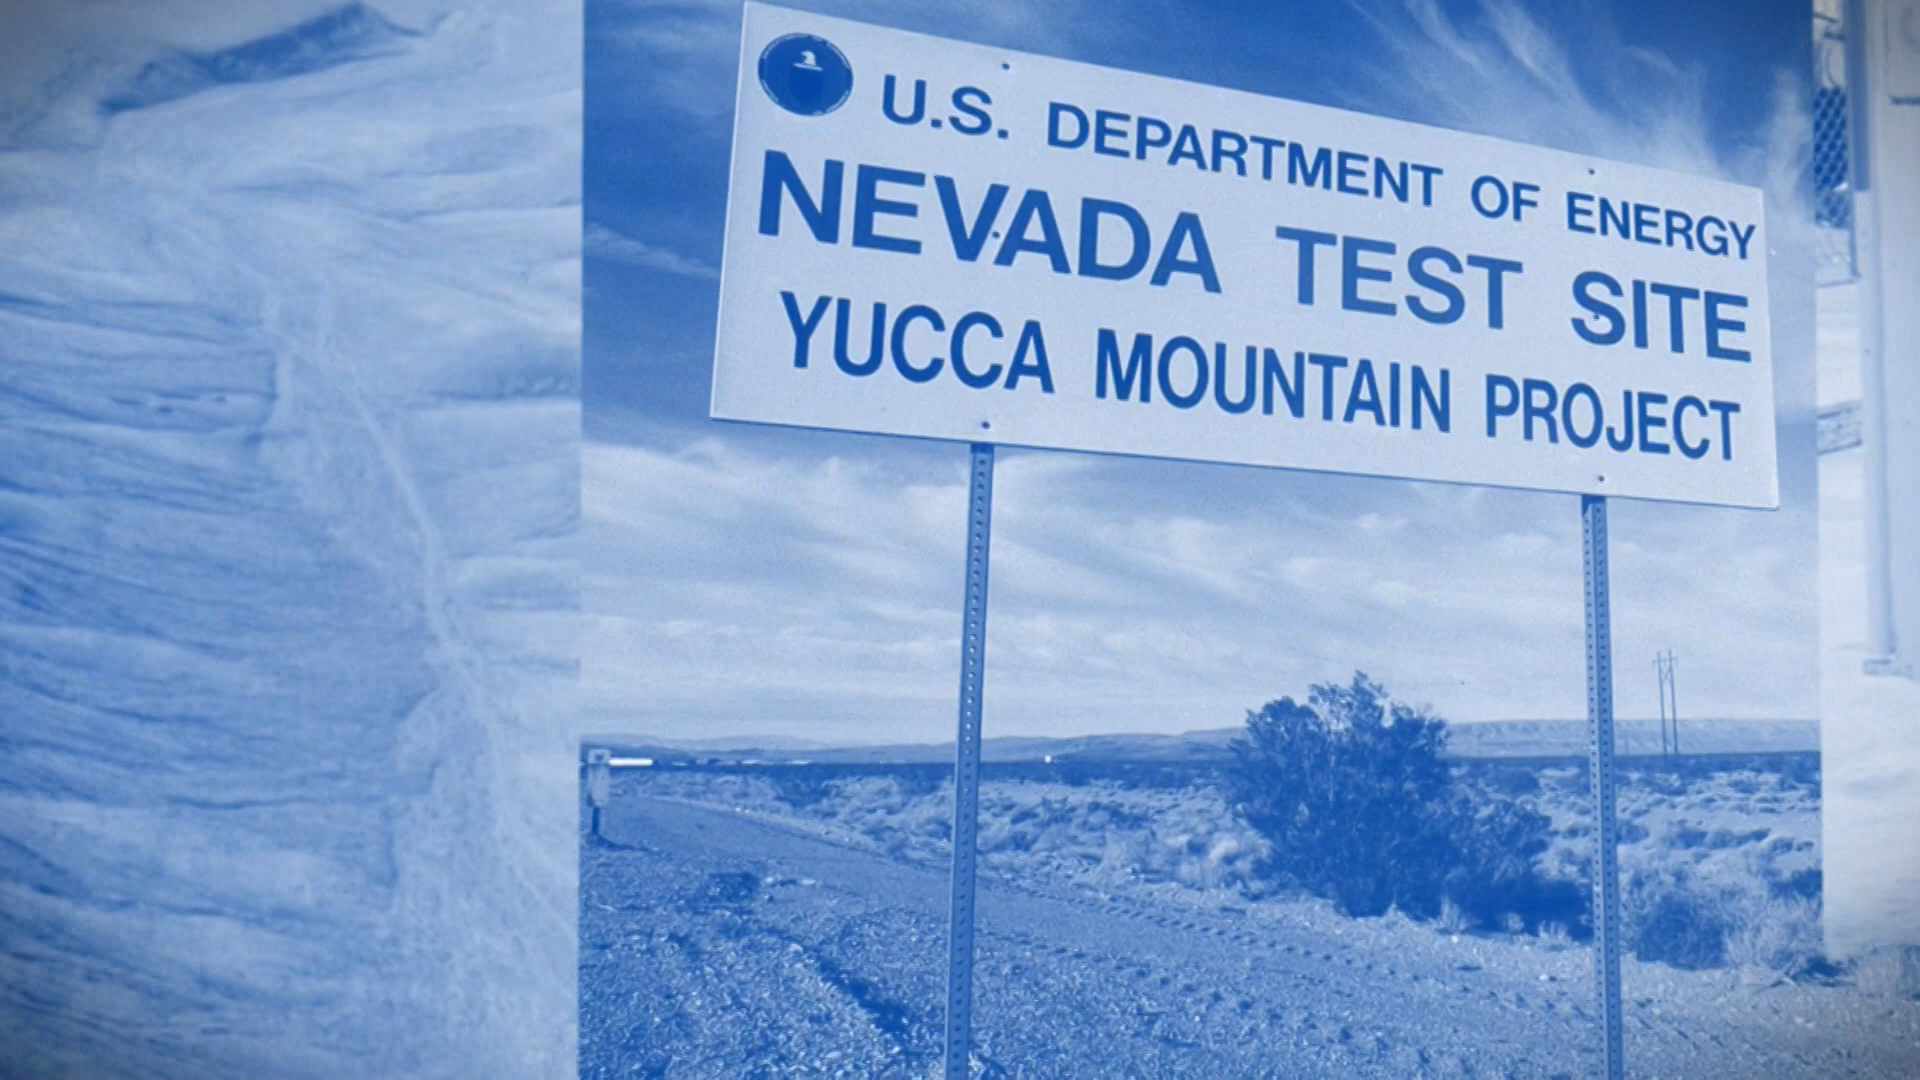 U.S. DEPARTMENT OF ENERGY
NEVADA TEST SITE
YUCCA MOUNTAIN PROJECT